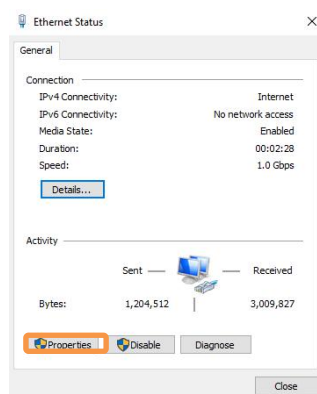 Ethernet Status
General
Connection
IPv4 Connectivity: Internet
IPv6 Connectivity: No network access
Media State: Enabled
Duration: 00:02:28
Speed: 1.0 Gbps
Details...
Activity
Sent Received
Bytes: 1,204,512 3,009,827
Properties Disable Diagnose
Close